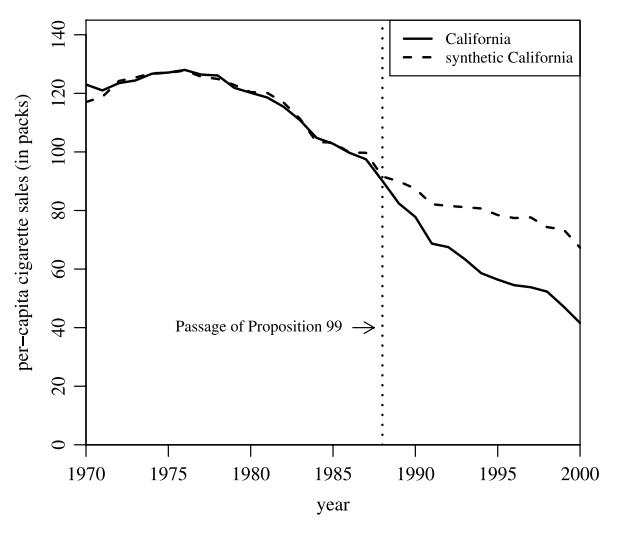 California
synthetic California
per−capita cigarette sales (in packs)
140
120
100
80
60
40
20
0
Passage of Proposition 99
1970 1975 1980 1985 1990 1995 2000
year